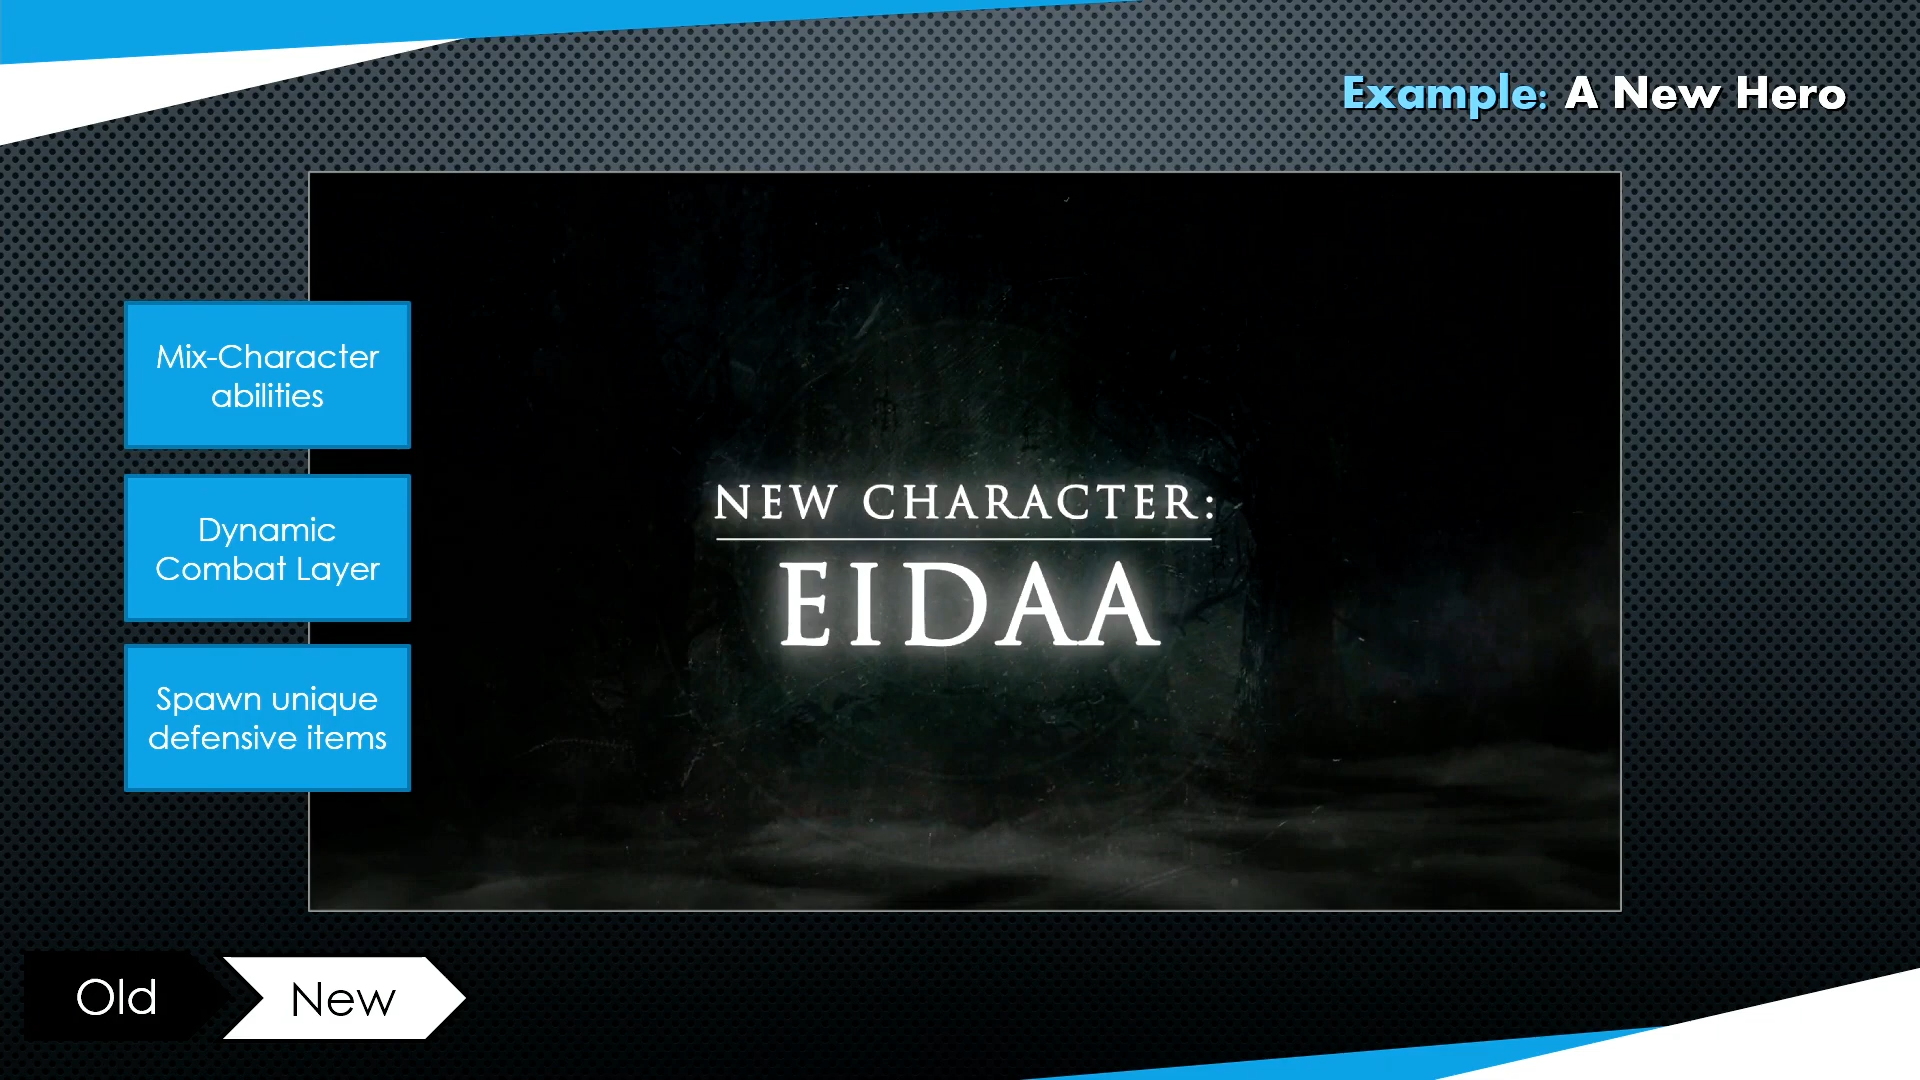 Example: A New Hero
Mix-Character
abilities
Dynamic
Combat Layer
Spawn unique
defensive items
NEW CHARACTER:
EIDAA
Old
New